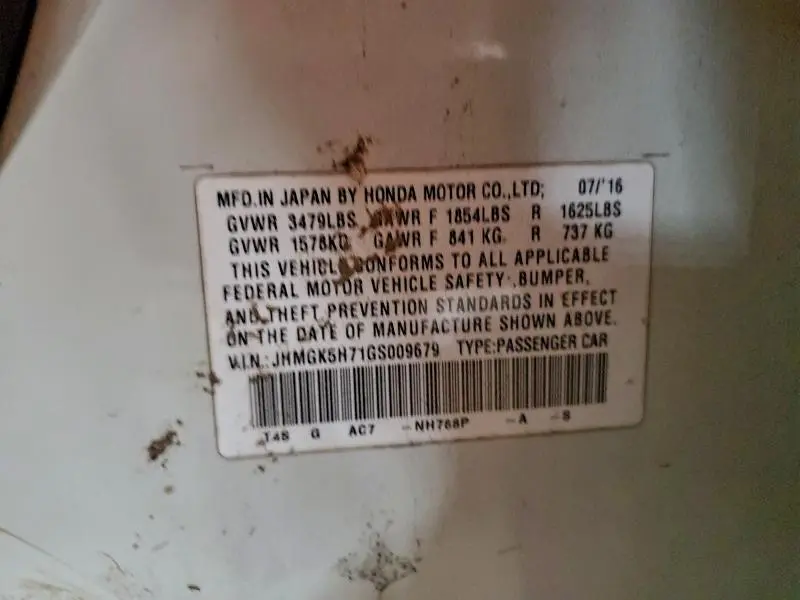 MFD.IN JAPAN BY HONDA MOTOR CO.,LTD; 07/'16
GVWR 3479LBS GAWR F 1854LBS R 1625LBS
GVWR 1578KG GAWR F 841 KG R 737 KG
THIS VEHICLE CONFORMS TO ALL APPLICABLE
FEDERAL MOTOR VEHICLE SAFETY,BUMPER,
AND THEFT PREVENTION STANDARDS IN EFFECT
ON THE DATE OF MANUFACTURE SHOWN ABOVE.
V.I.N.:JHMGK5H71GS009679 TYPE:PASSENGER CAR
T4S G AC7 -NH768P -A -S